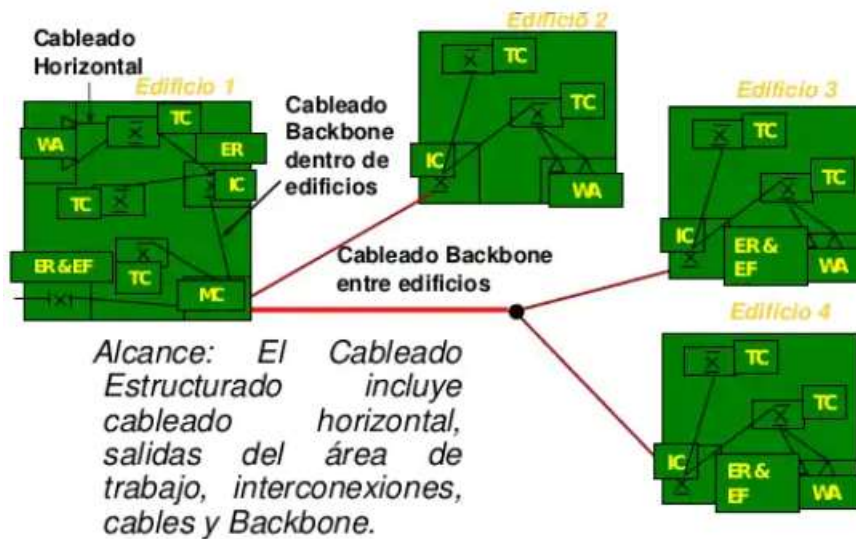 Cableado
Horizontal
Edificio 1
WA
TC
ER
IC
TC
ER & EF
TC
MC
Cableado
Backbone
dentro de
edificios
Edificio 2
TC
TC
IC
WA
Cableado Backbone
entre edificios
Edificio 3
TC
TC
IC
ER &
EF
WA
Edificio 4
TC
TC
IC
ER &
EF
WA
Alcance: El Cableado
Estructurado incluye
cableado horizontal,
salidas del área de
trabajo, interconexiones,
cables y Backbone.